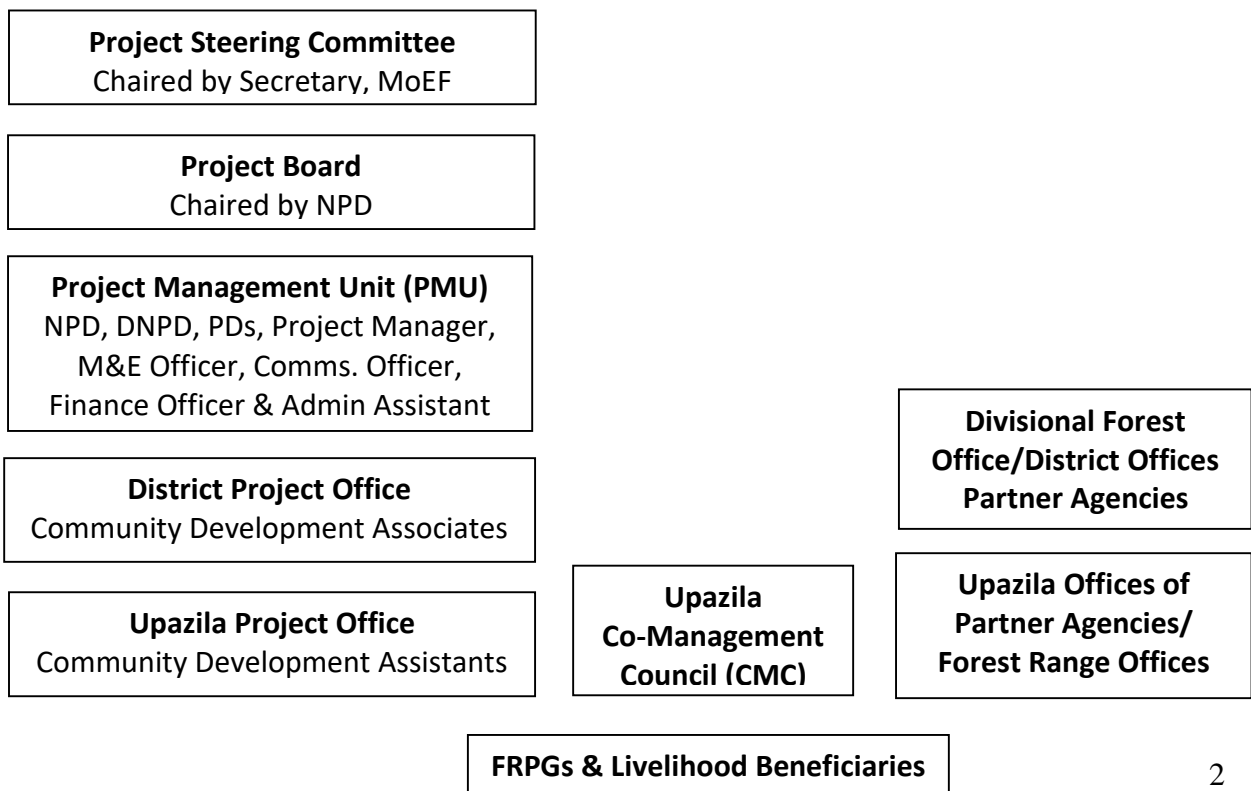 Project Steering Committee
Chaired by Secretary, MoEF
Project Board
Chaired by NPD
Project Management Unit (PMU)
NPD, DNPD, PDs, Project Manager,
M&E Officer, Comms. Officer,
Finance Officer & Admin Assistant
Divisional Forest
Office/District Offices
Partner Agencies
District Project Office
Community Development Associates
Upazila Project Office
Community Development Assistants
Upazila
Co-Management
Council (CMC)
Upazila Offices of
Partner Agencies/
Forest Range Offices
FRPGs & Livelihood Beneficiaries
2